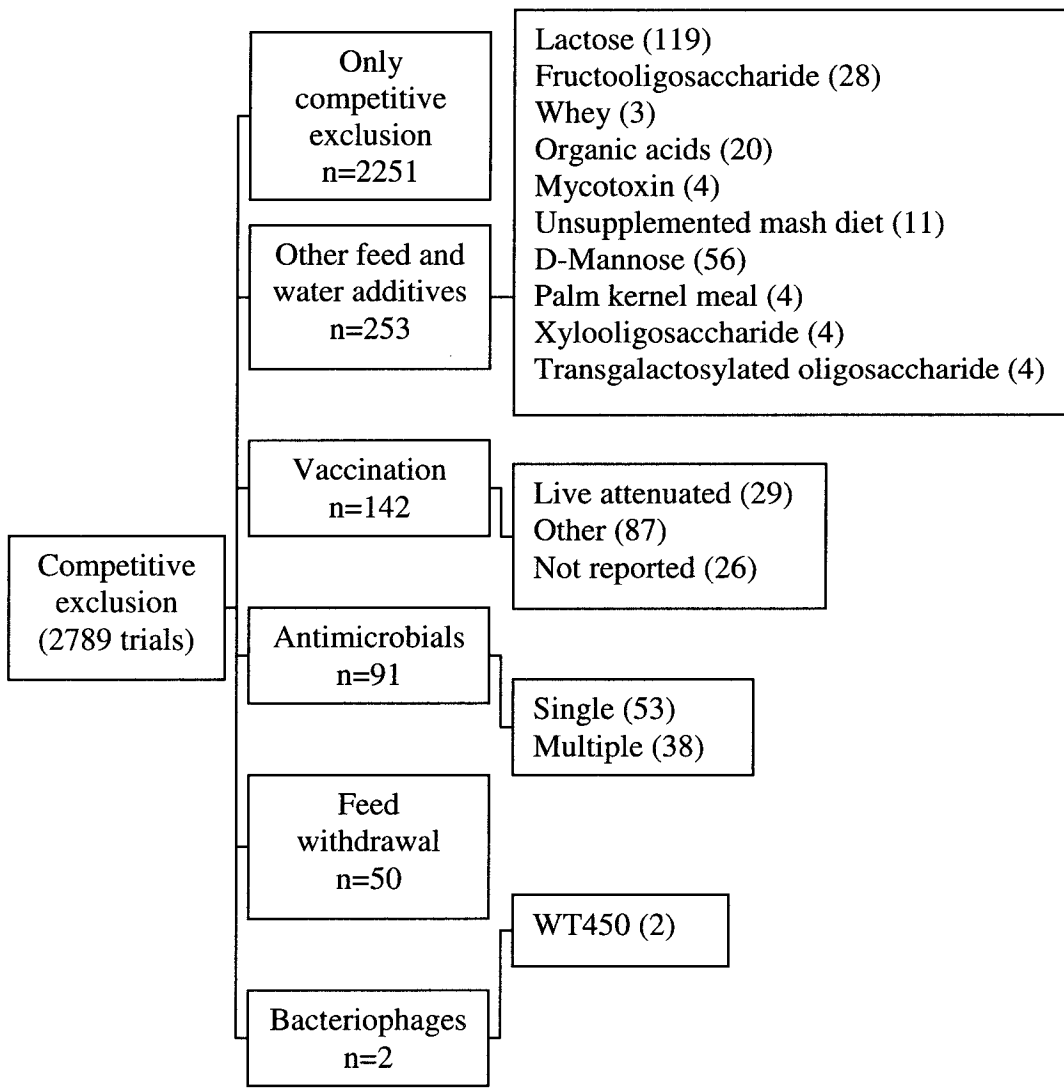 Competitive
exclusion
(2789 trials)
Only
competitive
exclusion
n=2251
Other feed and
water additives
n=253
Lactose (119)
Fructooligosaccharide (28)
Whey (3)
Organic acids (20)
Mycotoxin (4)
Unsupplemented mash diet (11)
D-Mannose (56)
Palm kernel meal (4)
Xylooligosaccharide (4)
Transgalactosylated oligosaccharide (4)
Vaccination
n=142
Live attenuated (29)
Other (87)
Not reported (26)
Antimicrobials
n=91
Single (53)
Multiple (38)
Feed
withdrawal
n=50
Bacteriophages
n=2
WT450 (2)